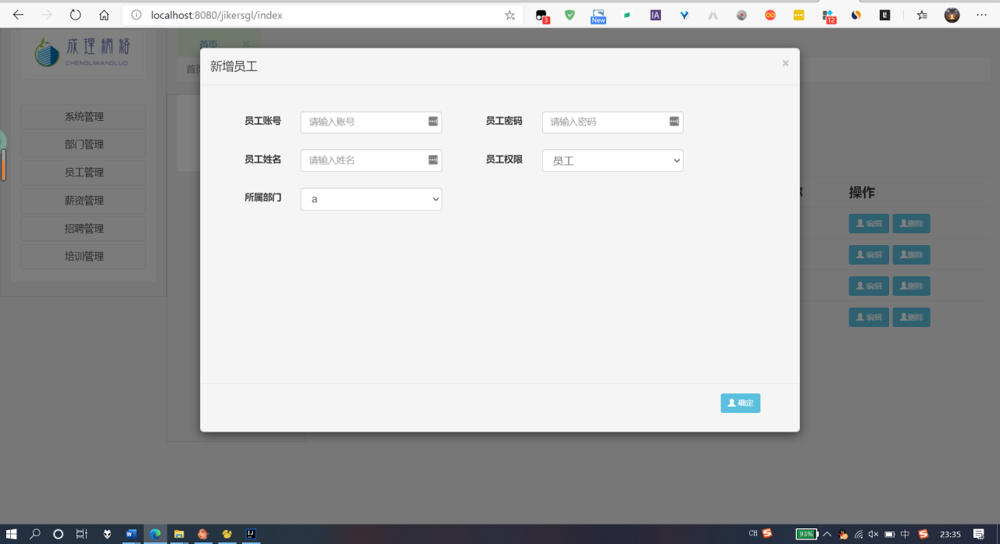 localhost:8080/jikersgl/index
3
New
IA
12
成理網絡
CHENGLIWANGLUO
首页 ×
新增员工 ×
员工账号 请输入账号 员工密码 请输入密码
员工姓名 请输入姓名 员工权限 员工
所属部门 a
系统管理
部门管理
员工管理
薪资管理
招聘管理
培训管理
操作
编辑 删除
编辑 删除
编辑 删除
编辑 删除
确定
CH 93% 中 23:35